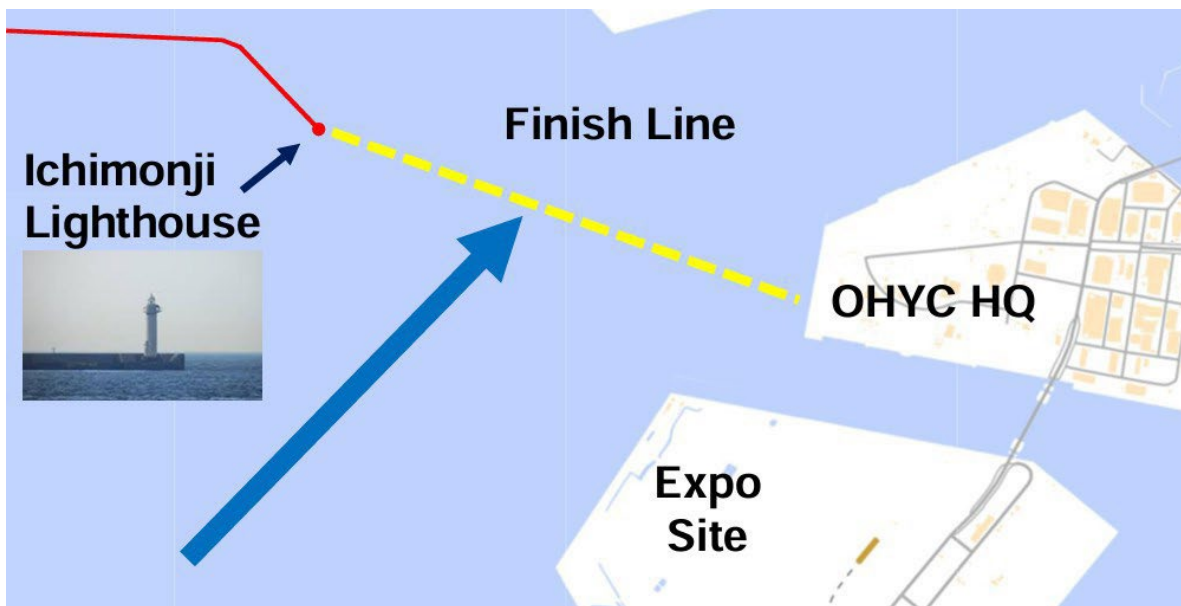 Finish Line
Ichimonji
Lighthouse
OHYC HQ
Expo
Site